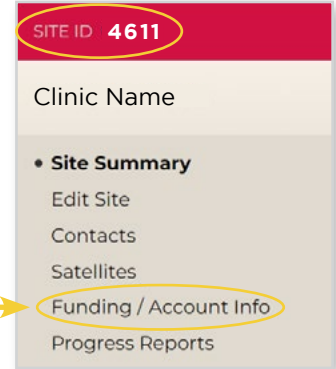 SITE ID 4611
Clinic Name
• Site Summary
Edit Site
Contacts
Satellites
Funding / Account Info
Progress Reports